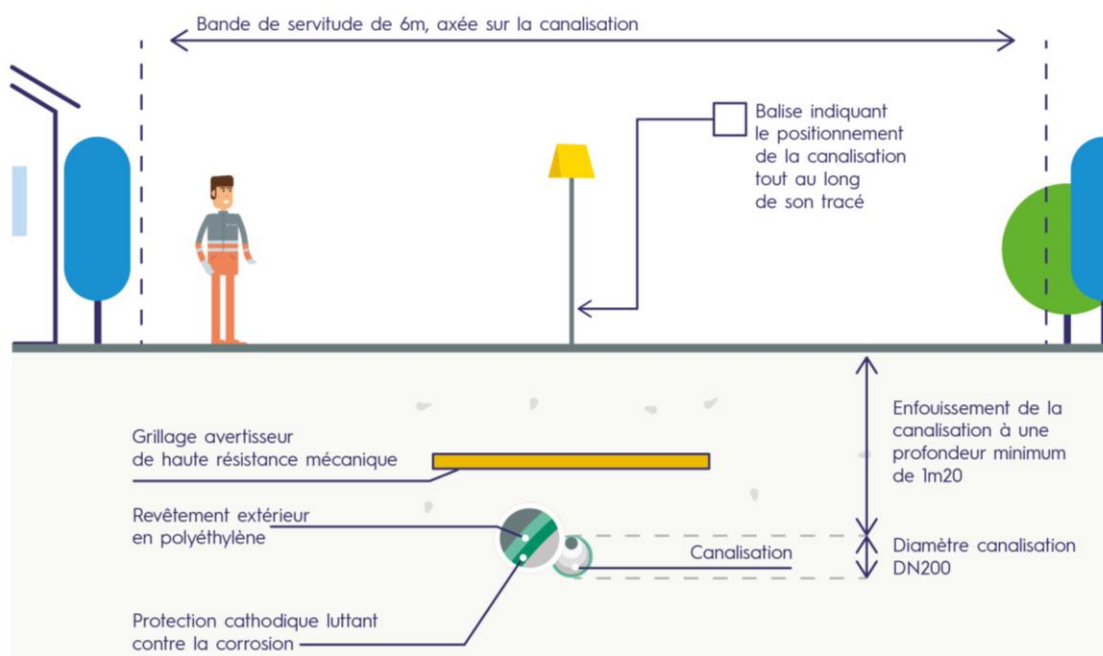 Bande de servitude de 6m, axée sur la canalisation
Balise indiquant
le positionnement
de la canalisation
tout au long
de son tracé
Grillage avertisseur
de haute résistance mécanique
Enfouissement de la
canalisation à une
profondeur minimum
de 1m20
Revêtement extérieur
en polyéthylène
Canalisation
Diamètre canalisation
DN200
Protection cathodique luttant
contre la corrosion